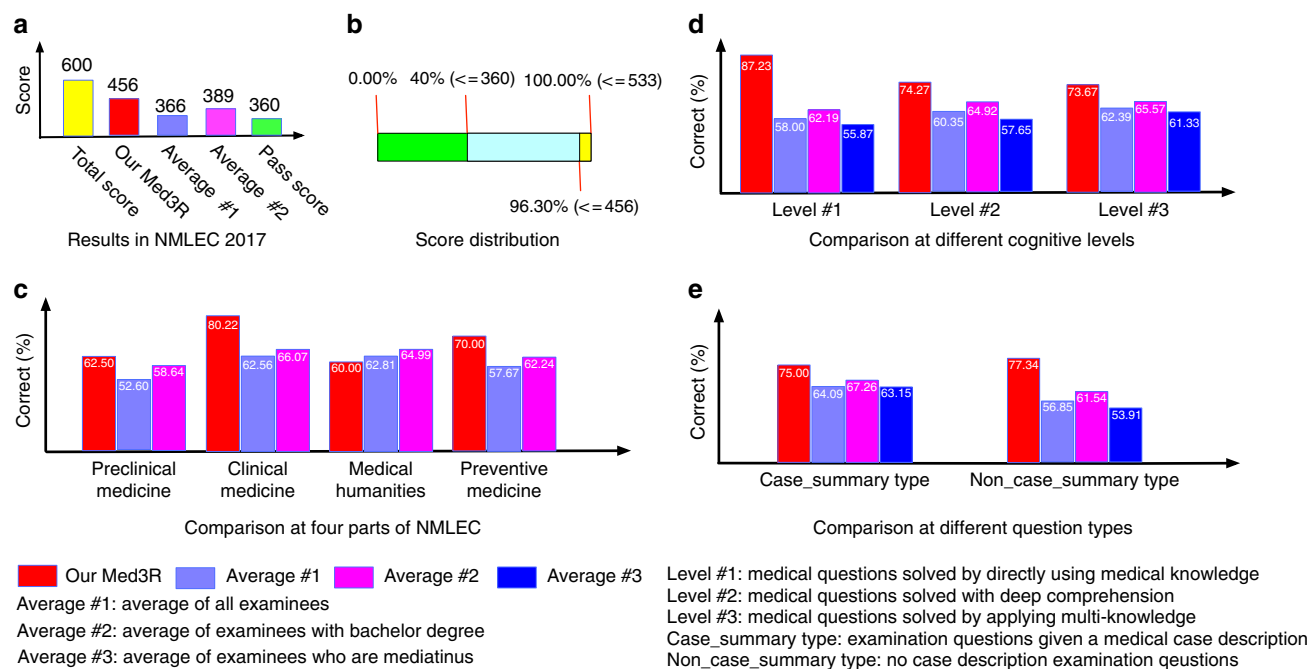 a
600
456
366
389
360
Score
Total score
Our Med3R
Average #1
Average #2
Pass score
Results in NMLEC 2017
b
0.00%
40% (<=360)
100.00% (<=533)
96.30% (<=456)
Score distribution
c
Correct (%)
62.50
52.60
58.64
80.22
62.56
66.07
60.00
62.81
64.99
70.00
57.67
62.24
Preclinical
medicine
Clinical
medicine
Medical
humanities
Preventive
medicine
Comparison at four parts of NMLEC
d
Correct (%)
87.23
58.00
62.19
55.87
74.27
60.35
64.92
57.65
73.67
62.39
65.57
61.33
Level #1
Level #2
Level #3
Comparison at different cognitive levels
e
Correct (%)
75.00
64.09
67.26
63.15
77.34
56.85
61.54
53.91
Case_summary type
Non_case_summary type
Comparison at different question types
Our Med3R
Average #1
Average #2
Average #3
Average #1: average of all examinees
Average #2: average of examinees with bachelor degree
Average #3: average of examinees who are mediatinus
Level #1: medical questions solved by directly using medical knowledge
Level #2: medical questions solved with deep comprehension
Level #3: medical questions solved by applying multi-knowledge
Case_summary type: examination questions given a medical case description
Non_case_summary type: no case description examination qeustions